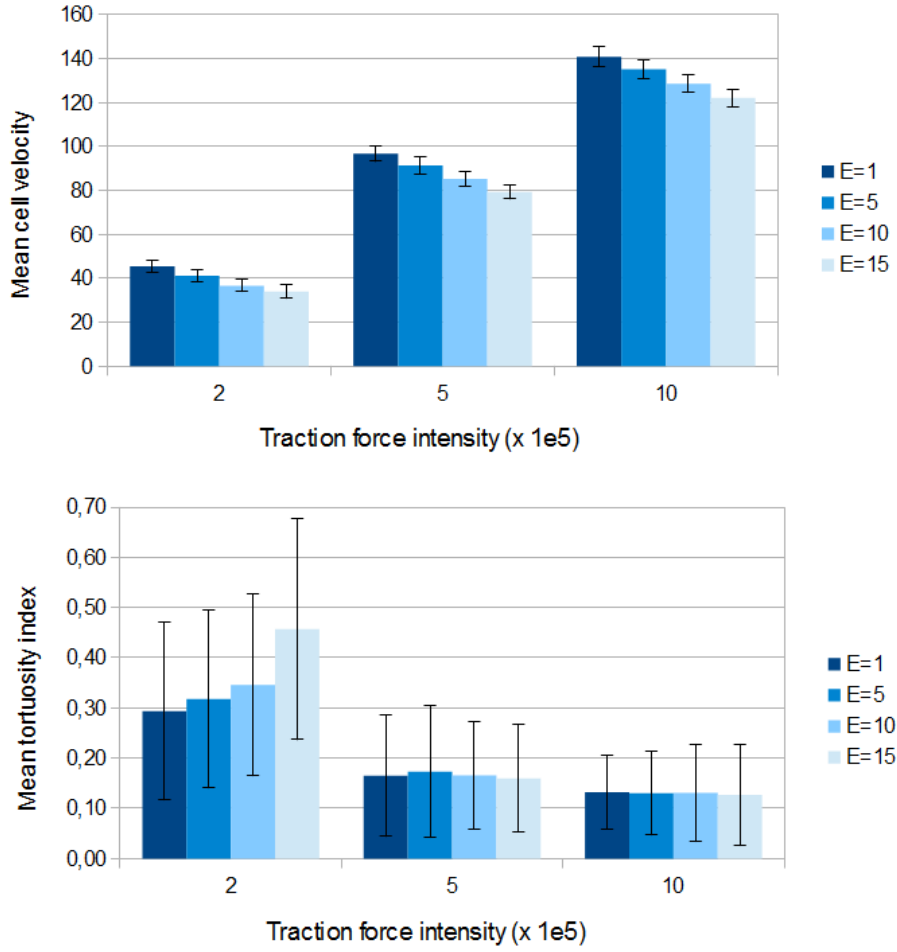 160
140
120
100
80
60
40
20
0
Mean cell velocity
2 5 10
Traction force intensity (x 1e5)
E=1
E=5
E=10
E=15
0,70
0,60
0,50
0,40
0,30
0,20
0,10
0,00
Mean tortuosity index
2 5 10
Traction force intensity (x 1e5)
E=1
E=5
E=10
E=15